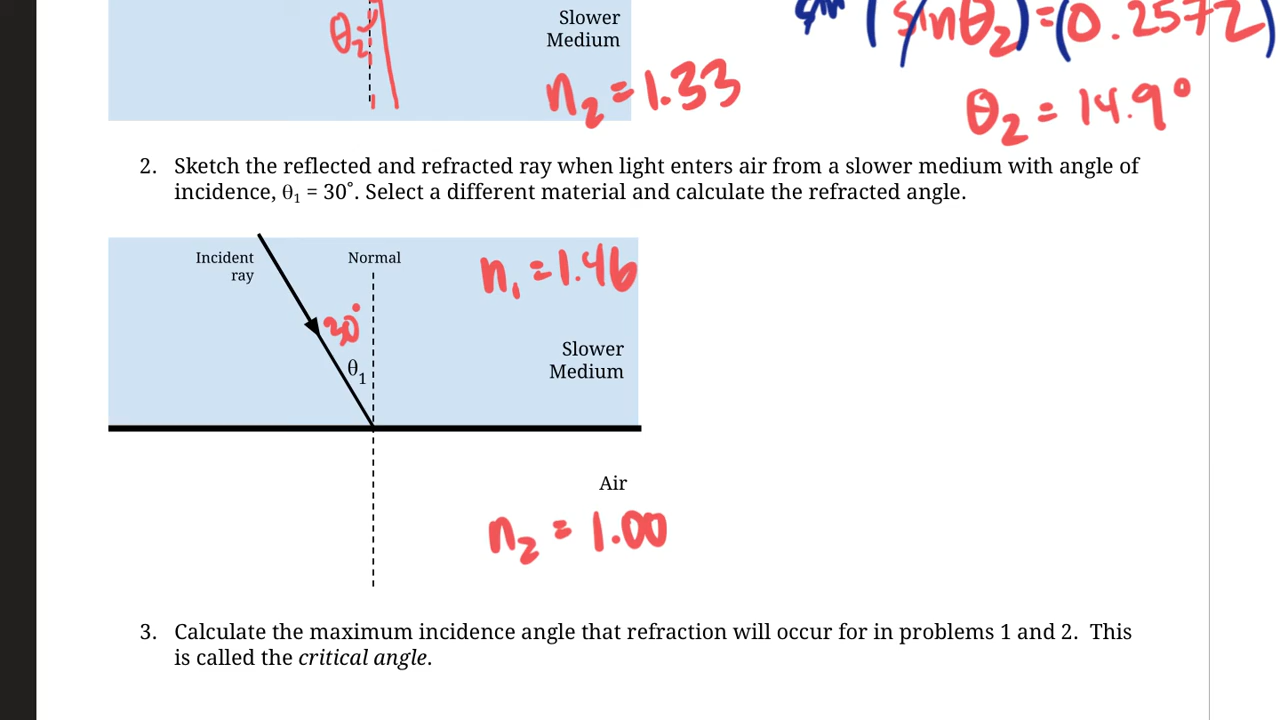 θ₂
Slower
Medium
n₂ = 1.33
(sinθ₂) = (0.2572)
θ₂ = 14.9°
2. Sketch the reflected and refracted ray when light enters air from a slower medium with angle of
incidence, θ₁ = 30˚. Select a different material and calculate the refracted angle.
Incident
ray
Normal
n₁ = 1.46
30°
θ₁
Slower
Medium
Air
n₂ = 1.00
3. Calculate the maximum incidence angle that refraction will occur for in problems 1 and 2. This
is called the critical angle.